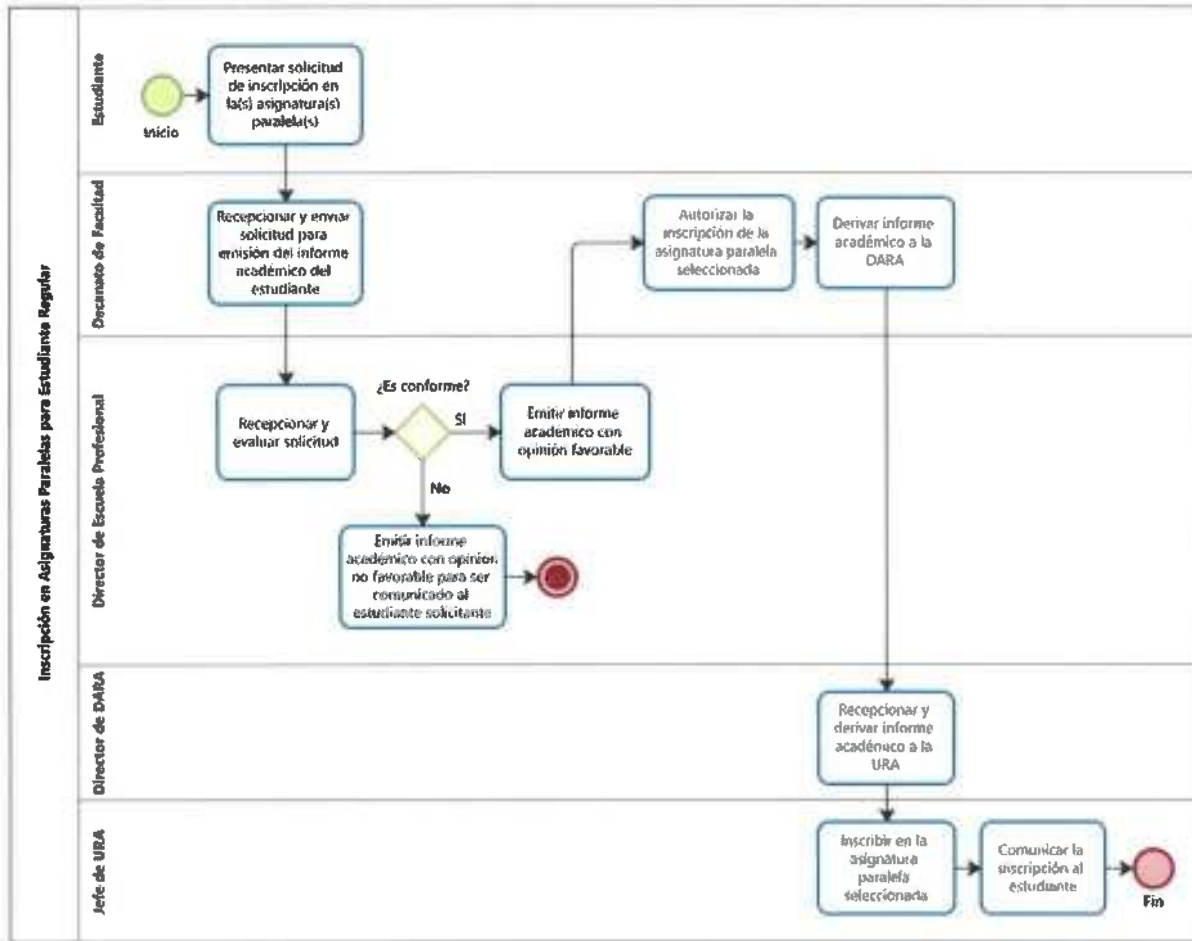 Inscripción en Asignaturas Paralelas para Estudiante Regular
Estudiante
Inicio
Presentar solicitud
de inscripción en
la(s) asignatura(s)
paralela(s)
Decanato de Facultad
Recepcionar y enviar
solicitud para
emisión del informe
académico del
estudiante
Autorizar la
inscripción de la
asignatura paralela
seleccionada
Derivar informe
académico a la
DARA
Director de Escuela Profesional
Recepcionar y
evaluar solicitud
¿Es conforme?
SI
Emitir informe
académico con
opinión favorable
No
Emitir informe
académico con opinion
no favorable para ser
comunicado al
estudiante solicitante
Director de DARA
Recepcionar y
derivar informe
académico a la
URA
Jefe de URA
Inscribir en la
asignatura
paralela
seleccionada
Comunicar la
inscripción al
estudiante
Fin